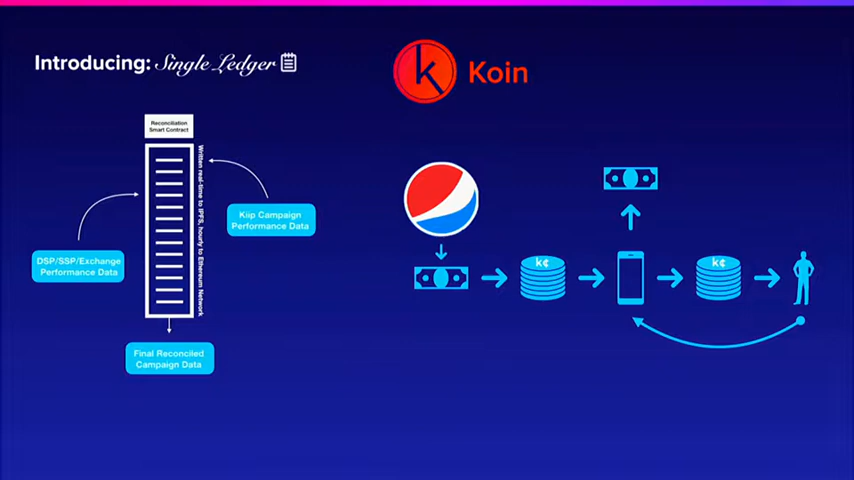 Introducing: Single Ledger
k Koin
Reconciliation
Smart Contract
Written real-time to IPFS, hourly to Ethereum Network
Kiip Campaign
Performance Data
DSP/SSP/Exchange
Performance Data
Final Reconciled
Campaign Data
k¢
k¢